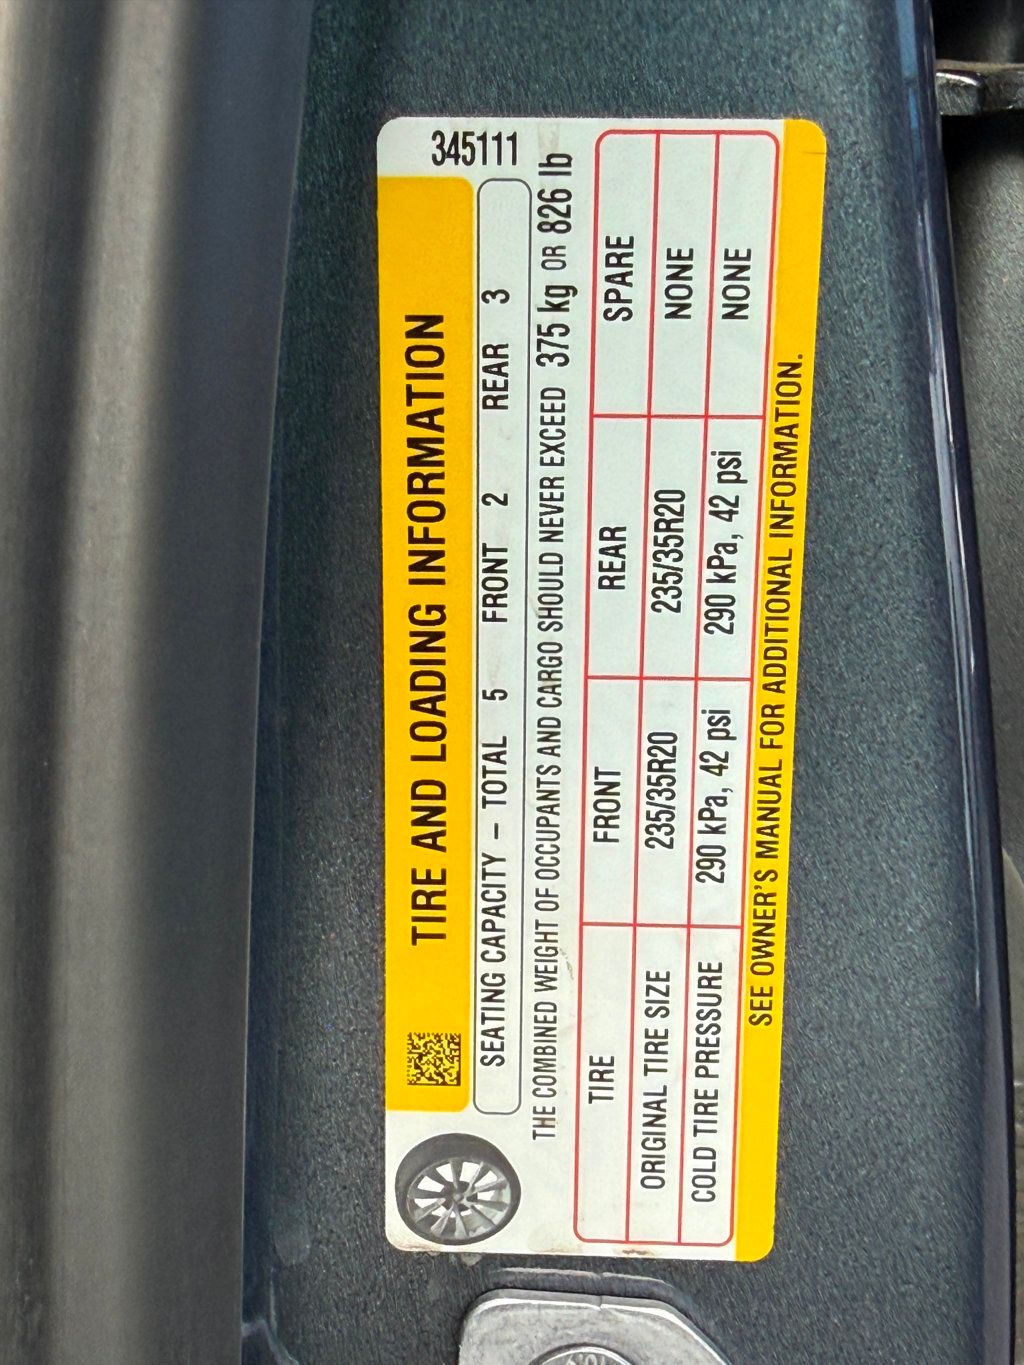 345111
TIRE AND LOADING INFORMATION
SEATING CAPACITY – TOTAL 5 FRONT 2 REAR 3
THE COMBINED WEIGHT OF OCCUPANTS AND CARGO SHOULD NEVER EXCEED 375 kg OR 826 lb
TIRE FRONT REAR SPARE
ORIGINAL TIRE SIZE 235/35R20 235/35R20 NONE
COLD TIRE PRESSURE 290 kPa, 42 psi 290 kPa, 42 psi NONE
SEE OWNER'S MANUAL FOR ADDITIONAL INFORMATION.